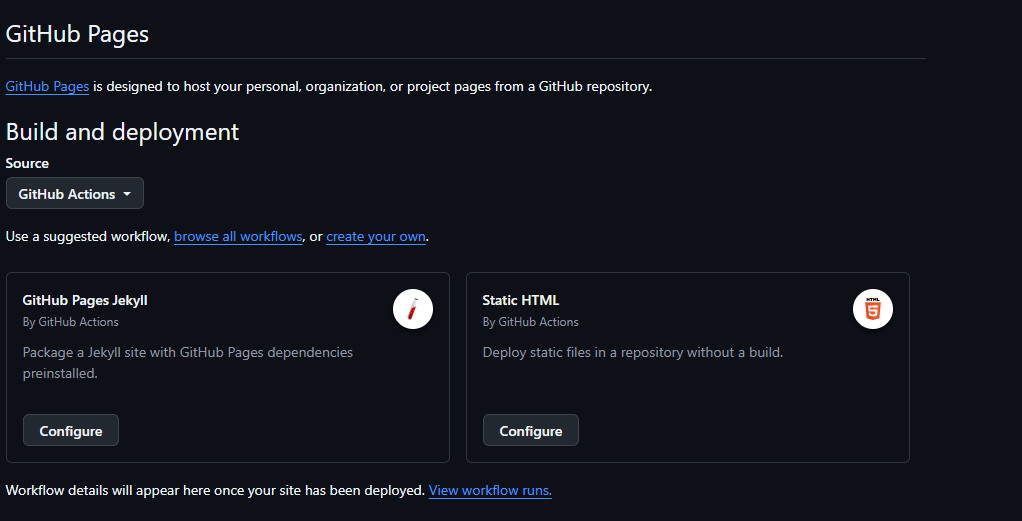 GitHub Pages
GitHub Pages is designed to host your personal, organization, or project pages from a GitHub repository.
Build and deployment
Source
GitHub Actions
Use a suggested workflow, browse all workflows, or create your own.
GitHub Pages Jekyll
By GitHub Actions
Package a Jekyll site with GitHub Pages dependencies
preinstalled.
Configure
Static HTML
HTML
5
By GitHub Actions
Deploy static files in a repository without a build.
Configure
Workflow details will appear here once your site has been deployed. View workflow runs.